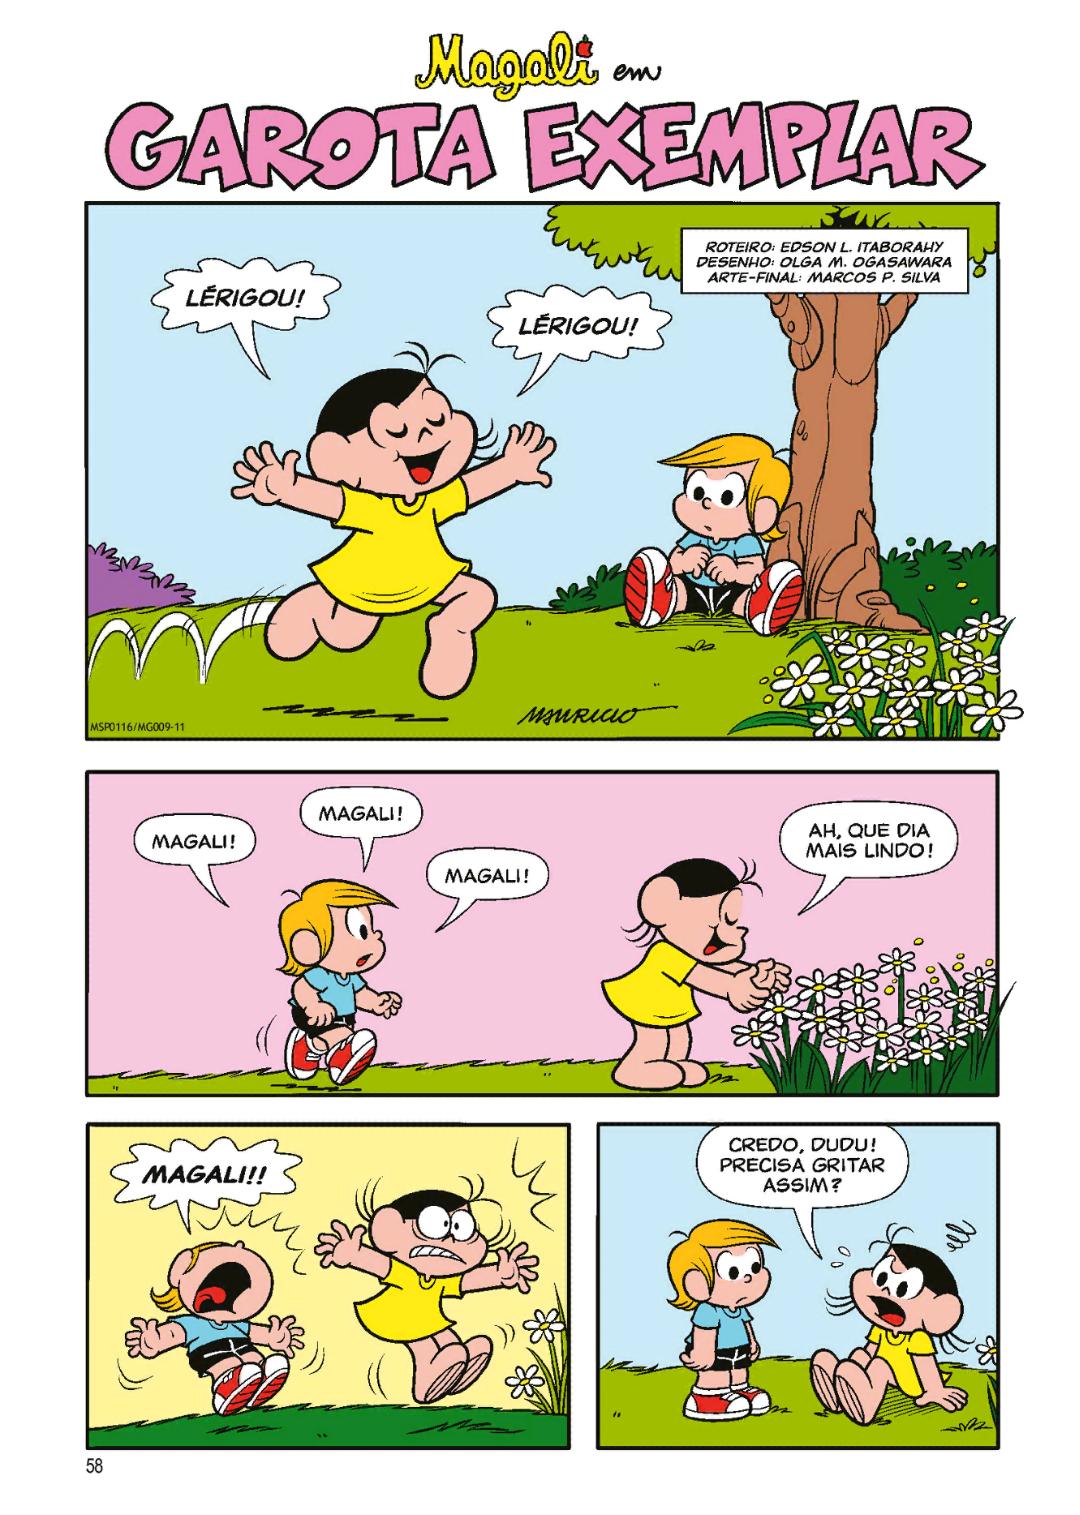 Magali em
GAROTA EXEMPLAR
ROTEIRO: EDSON L. ITABORAHY
DESENHO: OLGA M. OGASAWARA
ARTE-FINAL: MARCOS P. SILVA
LÉRIGOU!
LÉRIGOU!
MSP0116/MG009-11
MAURICIO
MAGALI!
MAGALI!
MAGALI!
AH, QUE DIA
MAIS LINDO!
MAGALI!!
CREDO, DUDU!
PRECISA GRITAR
ASSIM?
58